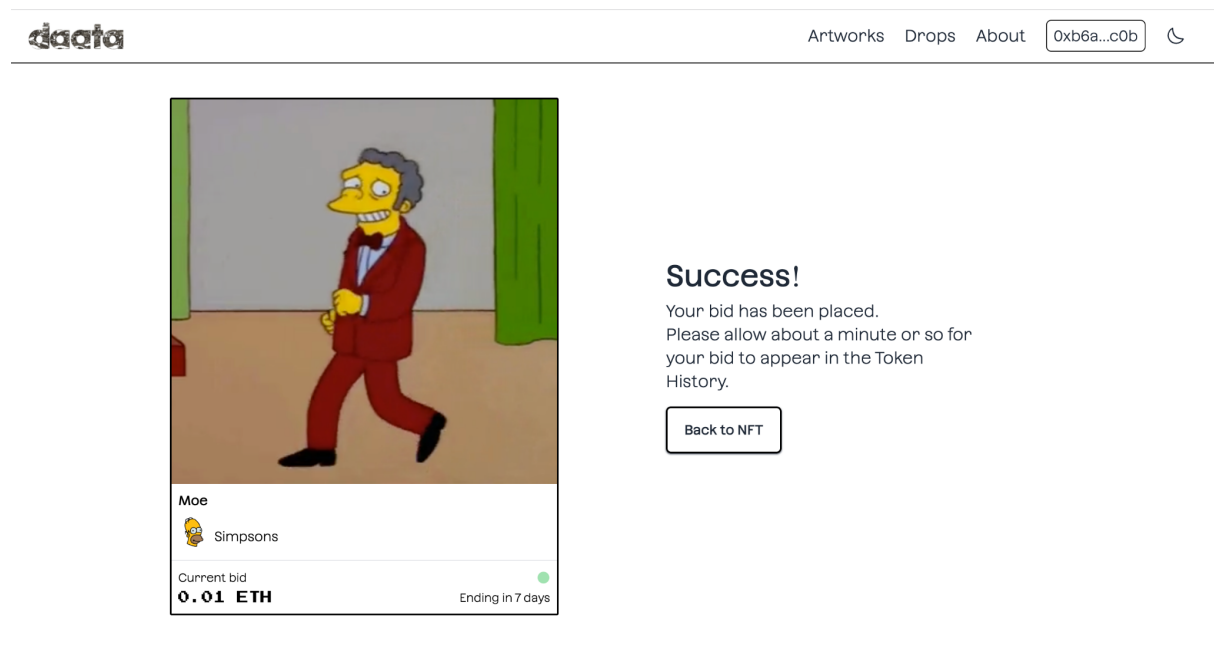 daata
Artworks Drops About 0xb6a...c0b
Success!
Your bid has been placed.
Please allow about a minute or so for
your bid to appear in the Token
History.
Back to NFT
Moe
Simpsons
Current bid
0.01 ETH Ending in 7 days